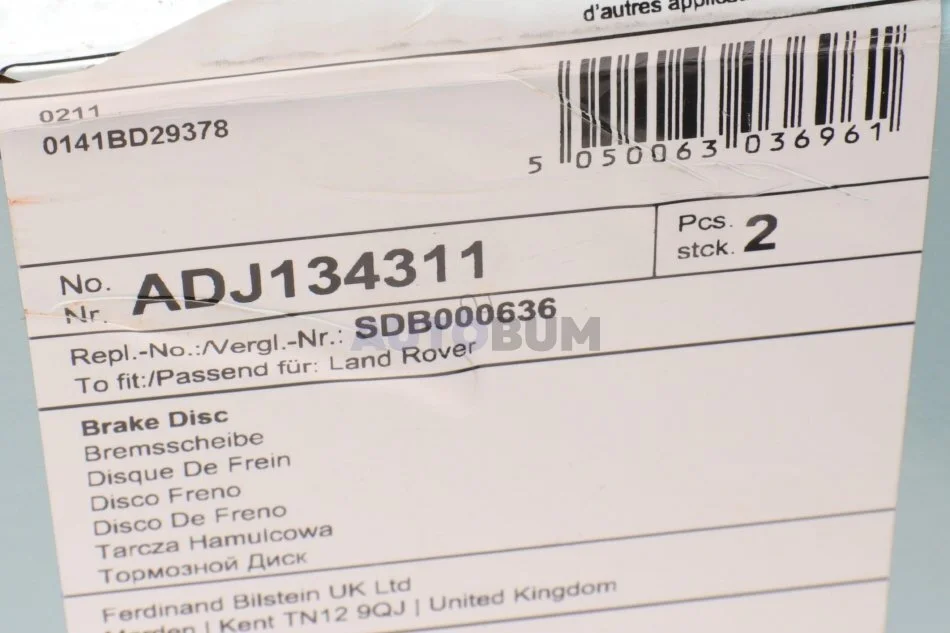 d'autres
0211
0141BD29378
5 050063 036961
No.
Nr. ADJ134311
Pcs.
stck. 2
Repl.-No.:/Vergl.-Nr.: SDB000636
To fit:/Passend für: Land Rover
AUTOBUM
Brake Disc
Bremsscheibe
Disque De Frein
Disco Freno
Disco De Freno
Tarcza Hamulcowa
Тормозной Диск
Ferdinand Bilstein UK Ltd
Marden | Kent TN12 9QJ | United Kingdom